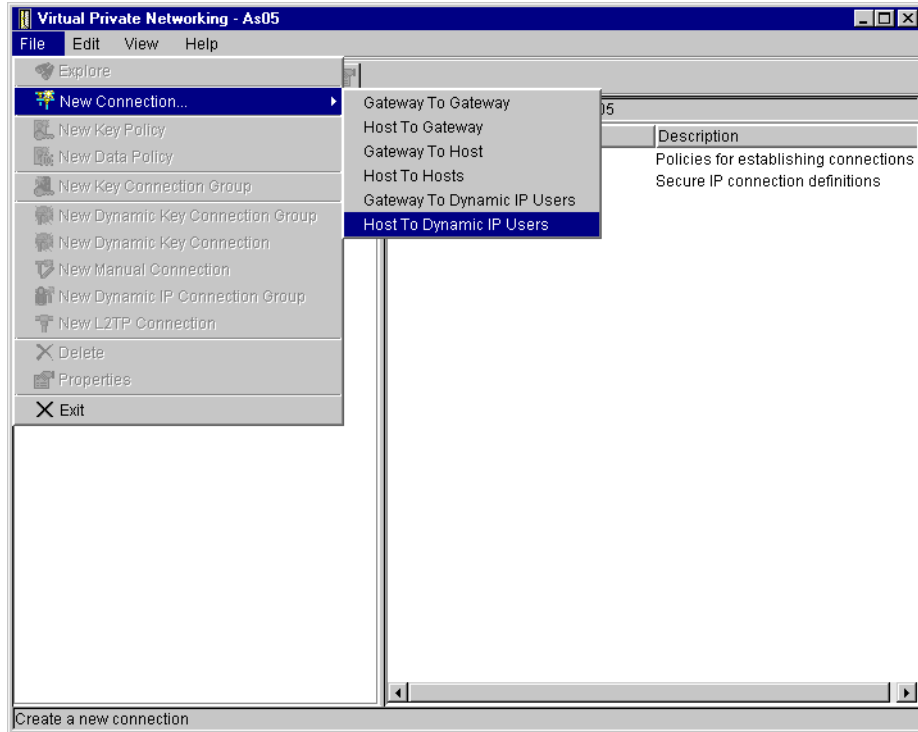 Virtual Private Networking - As05
File Edit View Help
Explore
New Connection...
New Key Policy
New Data Policy
New Key Connection Group
New Dynamic Key Connection Group
New Dynamic Key Connection
New Manual Connection
New Dynamic IP Connection Group
New L2TP Connection
Delete
Properties
Exit
Gateway To Gateway
Host To Gateway
Gateway To Host
Host To Hosts
Gateway To Dynamic IP Users
Host To Dynamic IP Users
05
Description
Policies for establishing connections
Secure IP connection definitions
Create a new connection